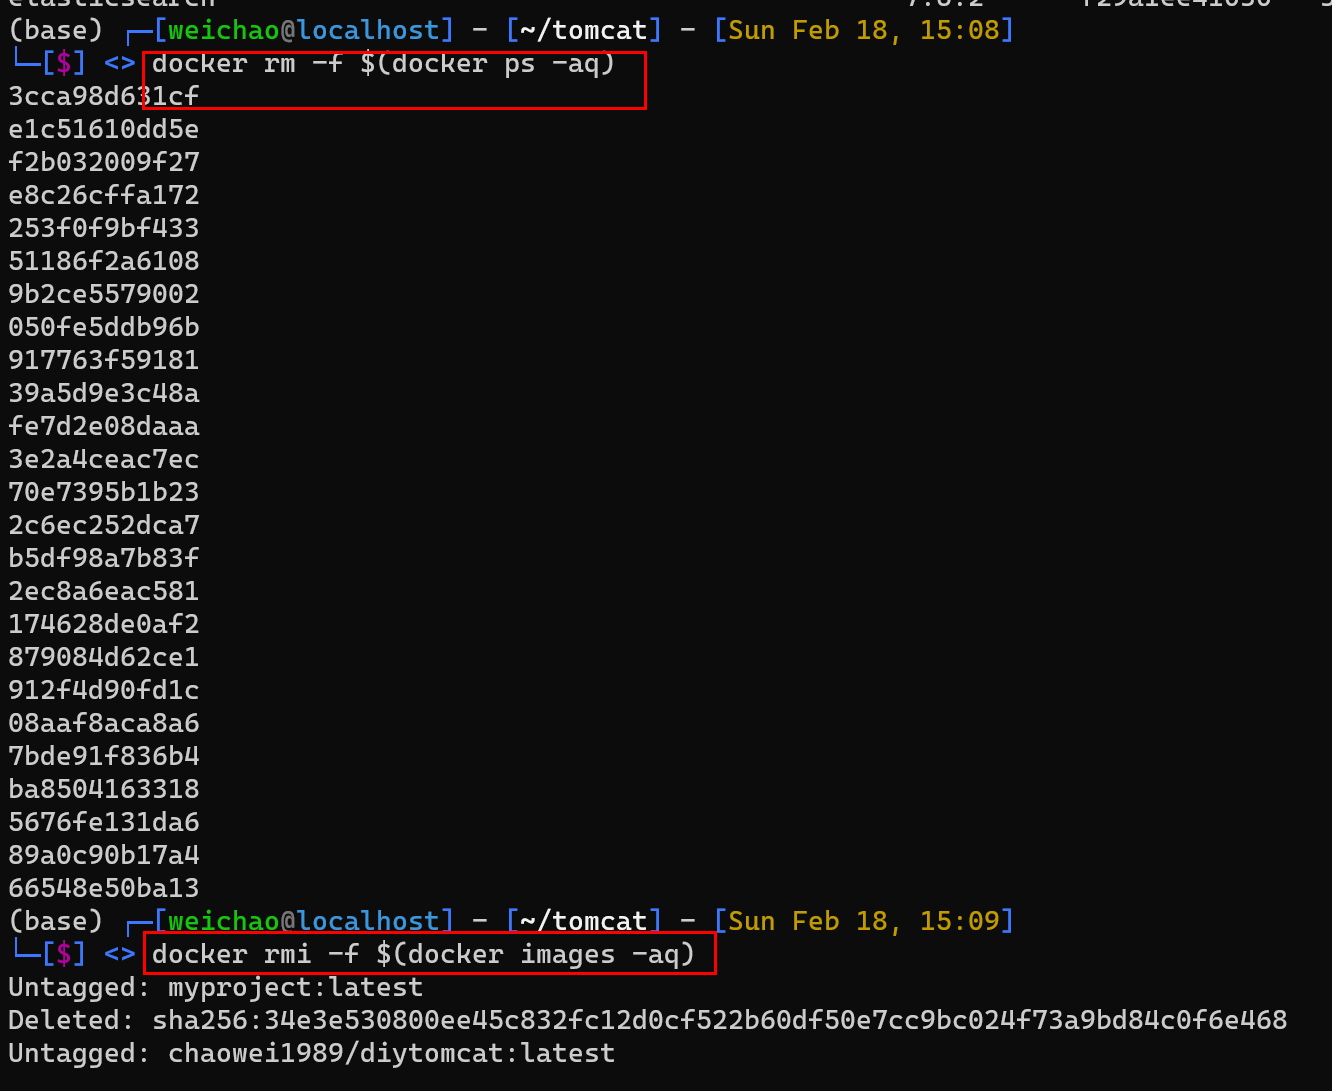 (base) ┌─[weichao@localhost] - [~/tomcat] - [Sun Feb 18, 15:08]
└─[$] <> docker rm -f $(docker ps -aq)
3cca98d631cf
e1c51610dd5e
f2b032009f27
e8c26cffa172
253f0f9bf433
51186f2a6108
9b2ce5579002
050fe5ddb96b
917763f59181
39a5d9e3c48a
fe7d2e08daaa
3e2a4ceac7ec
70e7395b1b23
2c6ec252dca7
b5df98a7b83f
2ec8a6eac581
174628de0af2
879084d62ce1
912f4d90fd1c
08aaf8aca8a6
7bde91f836b4
ba8504163318
5676fe131da6
89a0c90b17a4
66548e50ba13
(base) ┌─[weichao@localhost] - [~/tomcat] - [Sun Feb 18, 15:09]
└─[$] <> docker rmi -f $(docker images -aq)
Untagged: myproject:latest
Deleted: sha256:34e3e530800ee45c832fc12d0cf522b60df50e7cc9bc024f73a9bd84c0f6e468
Untagged: chaowei1989/diytomcat:latest